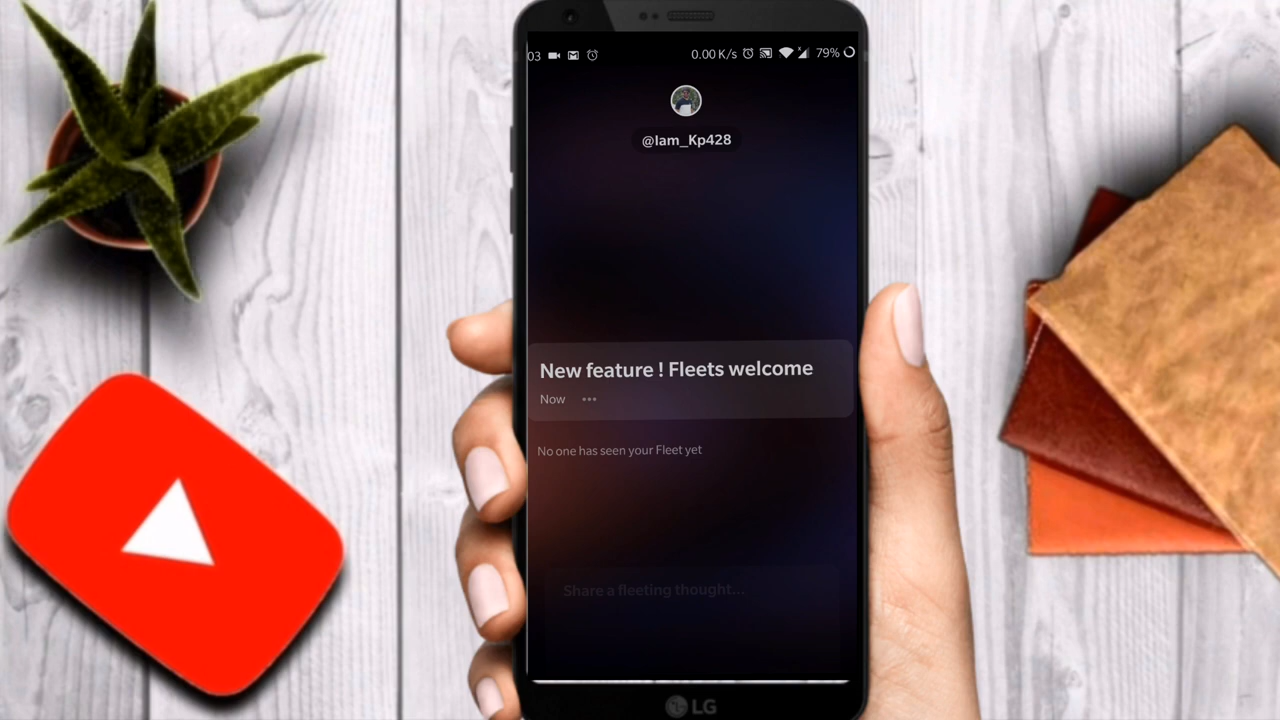 03 0.00 K/s 79%
@Iam_Kp428
New feature ! Fleets welcome
Now •••
No one has seen your Fleet yet
Share a fleeting thought...
LG